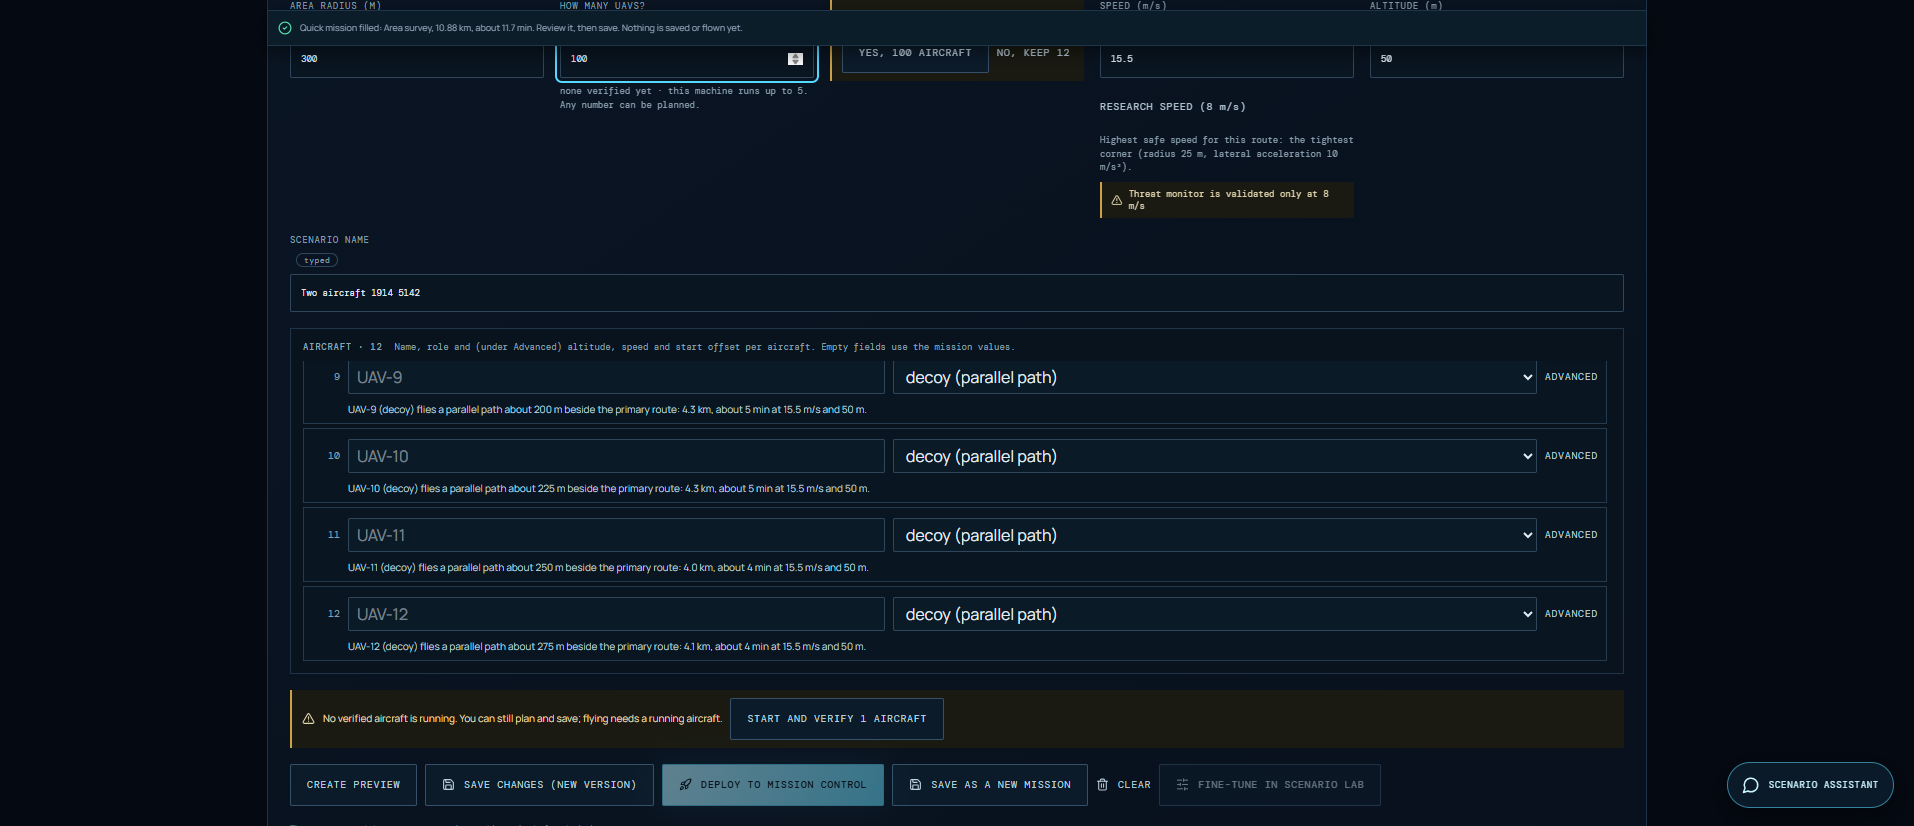 AREA RADIUS (M)
HOW MANY UAVS?
SPEED (m/s)
ALTITUDE (m)
Quick mission filled: Area survey, 10.88 km, about 11.7 min. Review it, then save. Nothing is saved or flown yet.
300
100
YES, 100 AIRCRAFT
NO, KEEP 12
15.5
50
none verified yet · this machine runs up to 5.
Any number can be planned.
RESEARCH SPEED (8 m/s)
Highest safe speed for this route: the tightest
corner (radius 25 m, lateral acceleration 10
m/s²).
Threat monitor is validated only at 8
m/s
SCENARIO NAME
typed
Two aircraft 1914 5142
AIRCRAFT · 12 Name, role and (under Advanced) altitude, speed and start offset per aircraft. Empty fields use the mission values.
9 UAV-9 decoy (parallel path) ADVANCED
UAV-9 (decoy) flies a parallel path about 200 m beside the primary route: 4.3 km, about 5 min at 15.5 m/s and 50 m.
10 UAV-10 decoy (parallel path) ADVANCED
UAV-10 (decoy) flies a parallel path about 225 m beside the primary route: 4.3 km, about 5 min at 15.5 m/s and 50 m.
11 UAV-11 decoy (parallel path) ADVANCED
UAV-11 (decoy) flies a parallel path about 250 m beside the primary route: 4.0 km, about 4 min at 15.5 m/s and 50 m.
12 UAV-12 decoy (parallel path) ADVANCED
UAV-12 (decoy) flies a parallel path about 275 m beside the primary route: 4.1 km, about 4 min at 15.5 m/s and 50 m.
No verified aircraft is running. You can still plan and save; flying needs a running aircraft.
START AND VERIFY 1 AIRCRAFT
CREATE PREVIEW
SAVE CHANGES (NEW VERSION)
DEPLOY TO MISSION CONTROL
SAVE AS A NEW MISSION
CLEAR
FINE-TUNE IN SCENARIO LAB
SCENARIO ASSISTANT